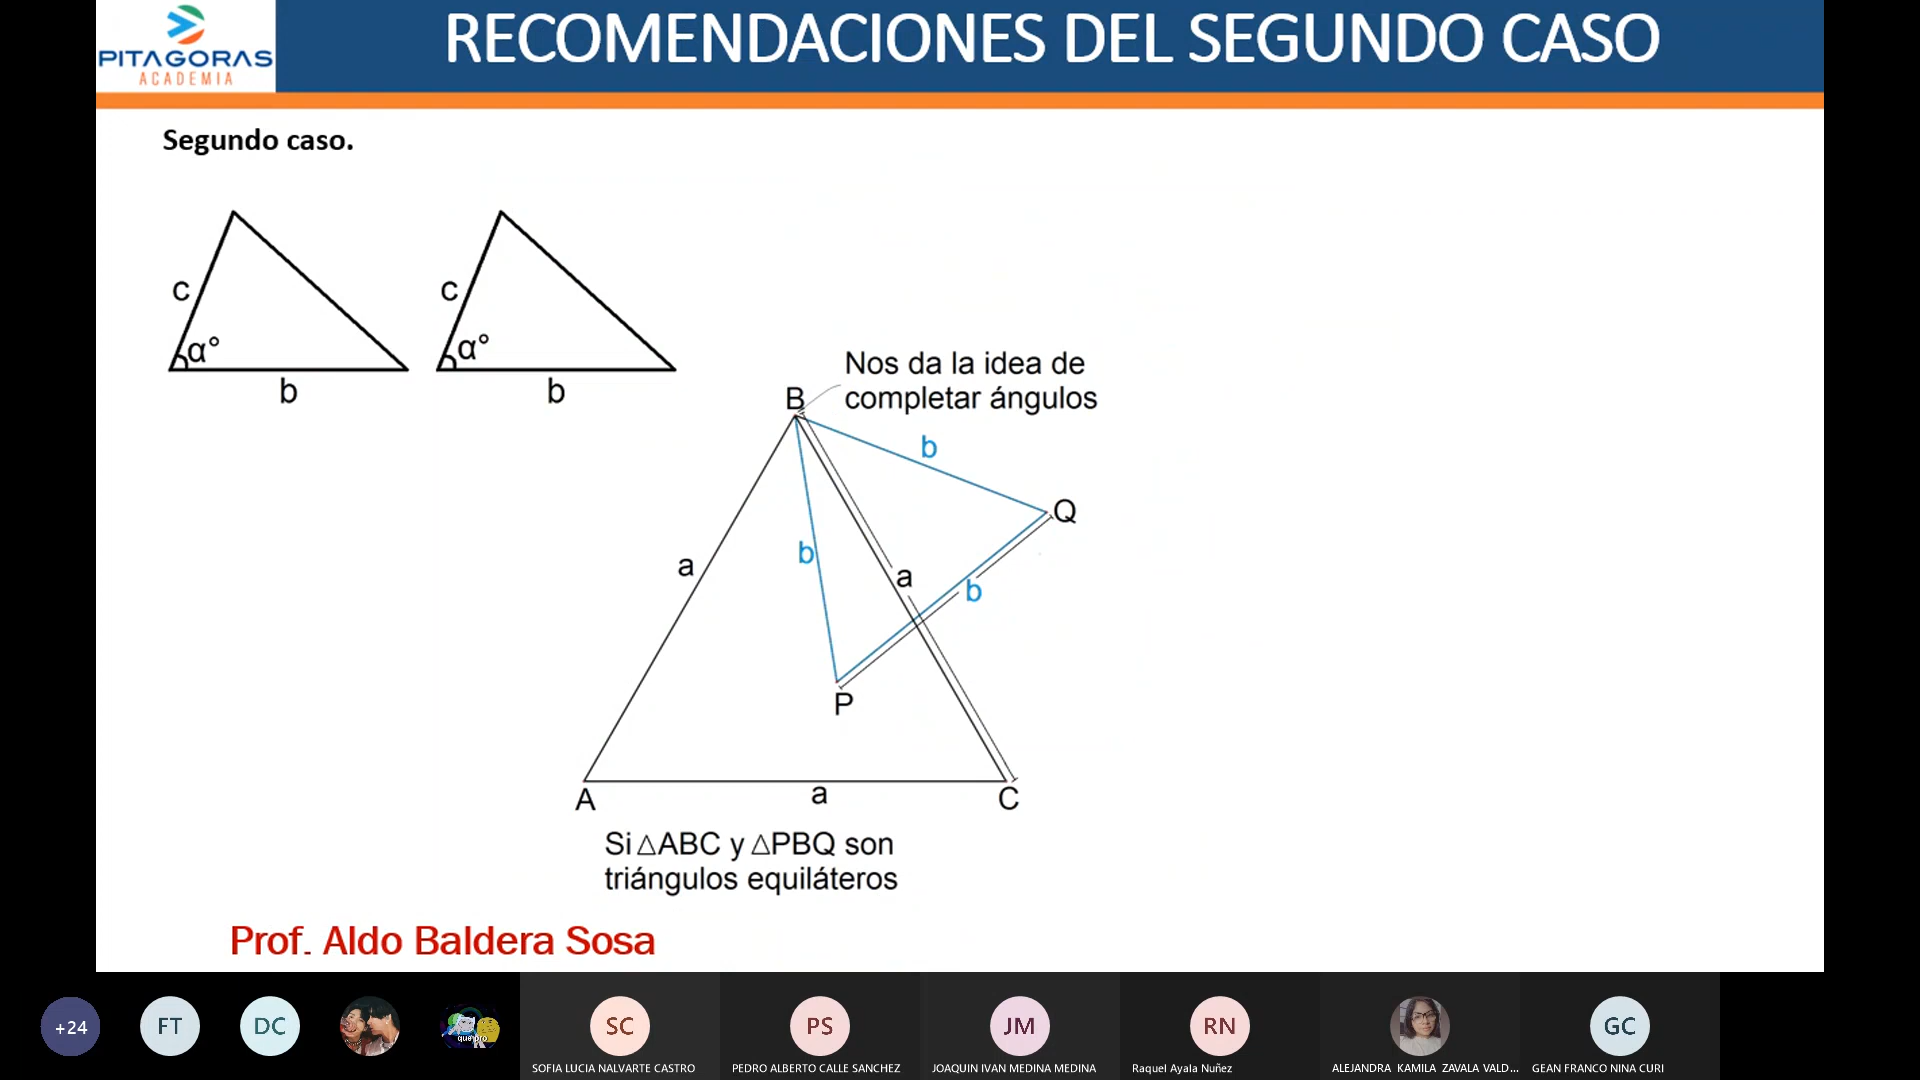 PITAGORAS
ACADEMIA
RECOMENDACIONES DEL SEGUNDO CASO
Segundo caso.
c
α°
b
c
α°
b
Nos da la idea de
completar ángulos
B
b
Q
a
b
a
b
P
A
a
C
Si △ABC y △PBQ son
triángulos equiláteros
Prof. Aldo Baldera Sosa
+24
FT
DC
que pro
SC
PS
JM
RN
GC
SOFIA LUCIA NALVARTE CASTRO
PEDRO ALBERTO CALLE SANCHEZ
JOAQUIN IVAN MEDINA MEDINA
Raquel Ayala Nuñez
ALEJANDRA KAMILA ZAVALA VALD...
GEAN FRANCO NINA CURI